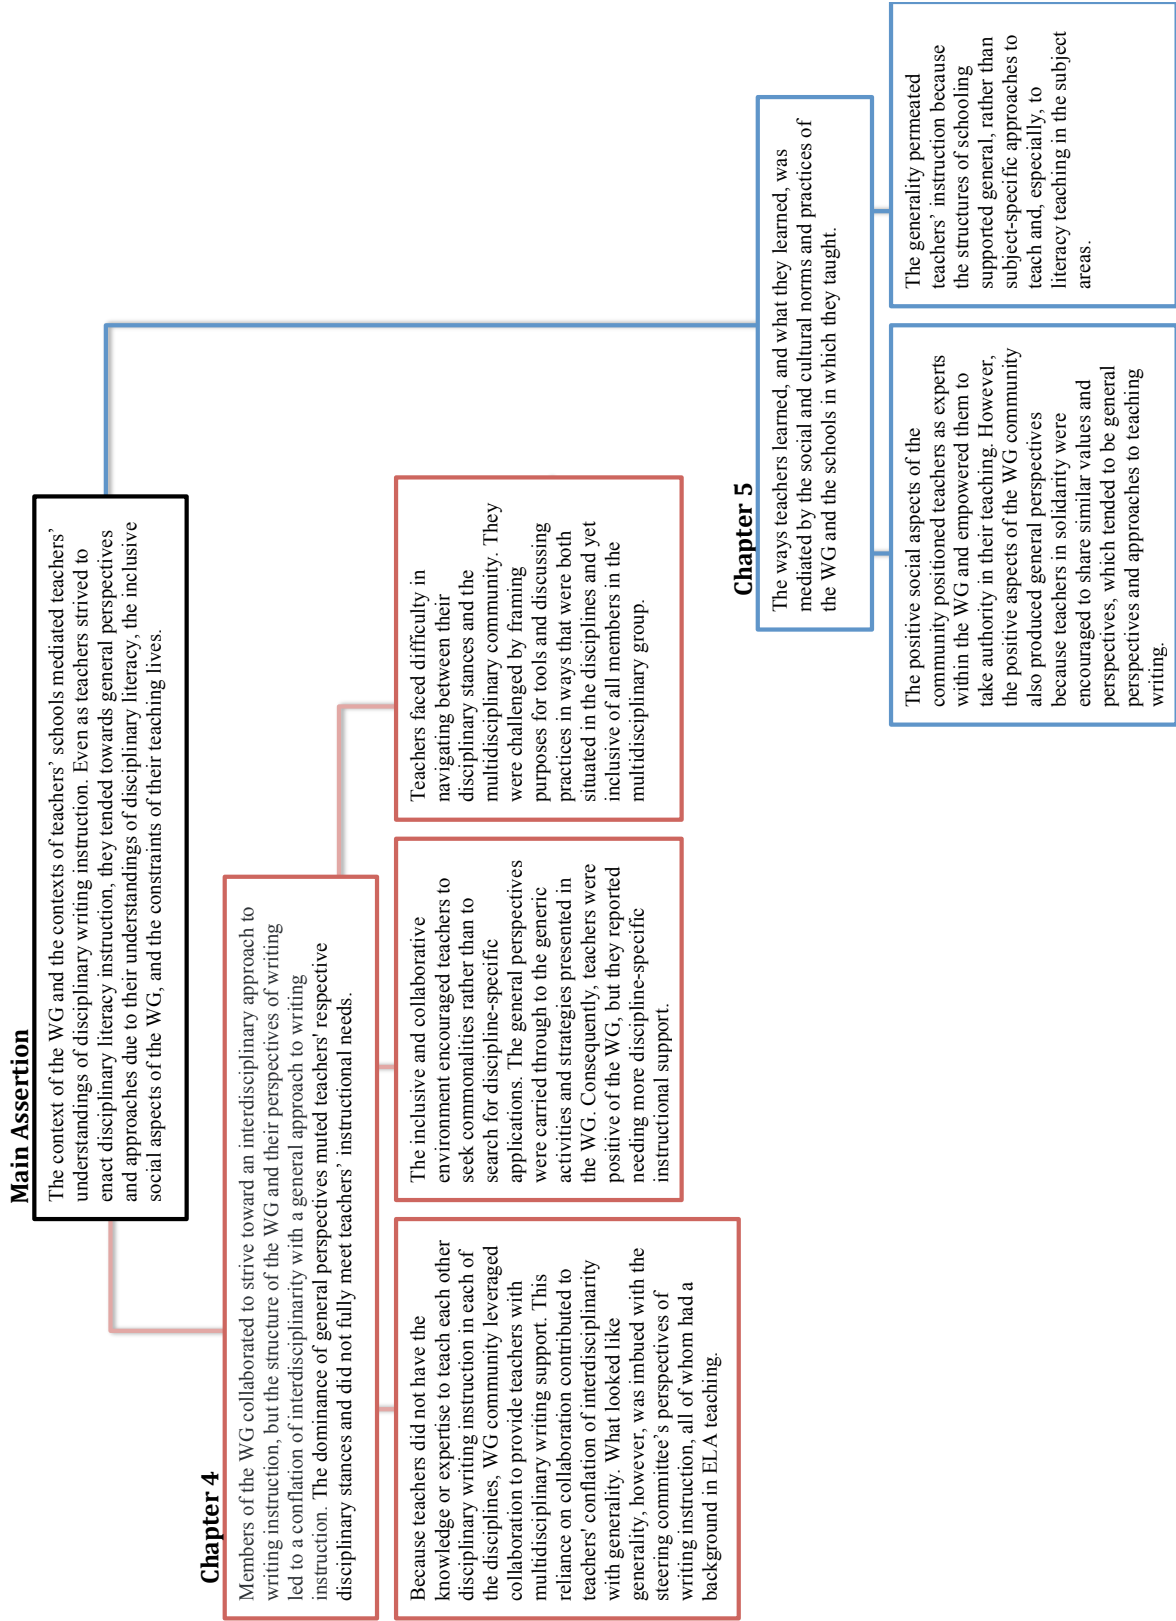 Main Assertion
The context of the WG and the contexts of teachers' schools mediated teachers'
understandings of disciplinary writing instruction. Even as teachers strived to
enact disciplinary literacy instruction, they tended towards general perspectives
and approaches due to their understandings of disciplinary literacy, the inclusive
social aspects of the WG, and the constraints of their teaching lives.
Chapter 4
Members of the WG collaborated to strive toward an interdisciplinary approach to
writing instruction, but the structure of the WG and their perspectives of writing
led to a conflation of interdisciplinarity with a general approach to writing
instruction. The dominance of general perspectives muted teachers' respective
disciplinary stances and did not fully meet teachers' instructional needs.
Because teachers did not have the
knowledge or expertise to teach each other
disciplinary writing instruction in each of
the disciplines, WG community leveraged
collaboration to provide teachers with
multidisciplinary writing support. This
reliance on collaboration contributed to
teachers' conflation of interdisciplinarity
with generality. What looked like
generality, however, was imbued with the
steering committee's perspectives of
writing instruction, all of whom had a
background in ELA teaching.
The inclusive and collaborative
environment encouraged teachers to
seek commonalities rather than to
search for discipline-specific
applications. The general perspectives
were carried through to the generic
activities and strategies presented in
the WG. Consequently, teachers were
positive of the WG, but they reported
needing more discipline-specific
instructional support.
Teachers faced difficulty in
navigating between their
disciplinary stances and the
multidisciplinary community. They
were challenged by framing
purposes for tools and discussing
practices in ways that were both
situated in the disciplines and yet
inclusive of all members in the
multidisciplinary group.
Chapter 5
The ways teachers learned, and what they learned, was
mediated by the social and cultural norms and practices of
the WG and the schools in which they taught.
The positive social aspects of the
community positioned teachers as experts
within the WG and empowered them to
take authority in their teaching. However,
the positive aspects of the WG community
also produced general perspectives
because teachers in solidarity were
encouraged to share similar values and
perspectives, which tended to be general
perspectives and approaches to teaching
writing.
The generality permeated
teachers' instruction because
the structures of schooling
supported general, rather than
subject-specific approaches to
teach and, especially, to
literacy teaching in the subject
areas.